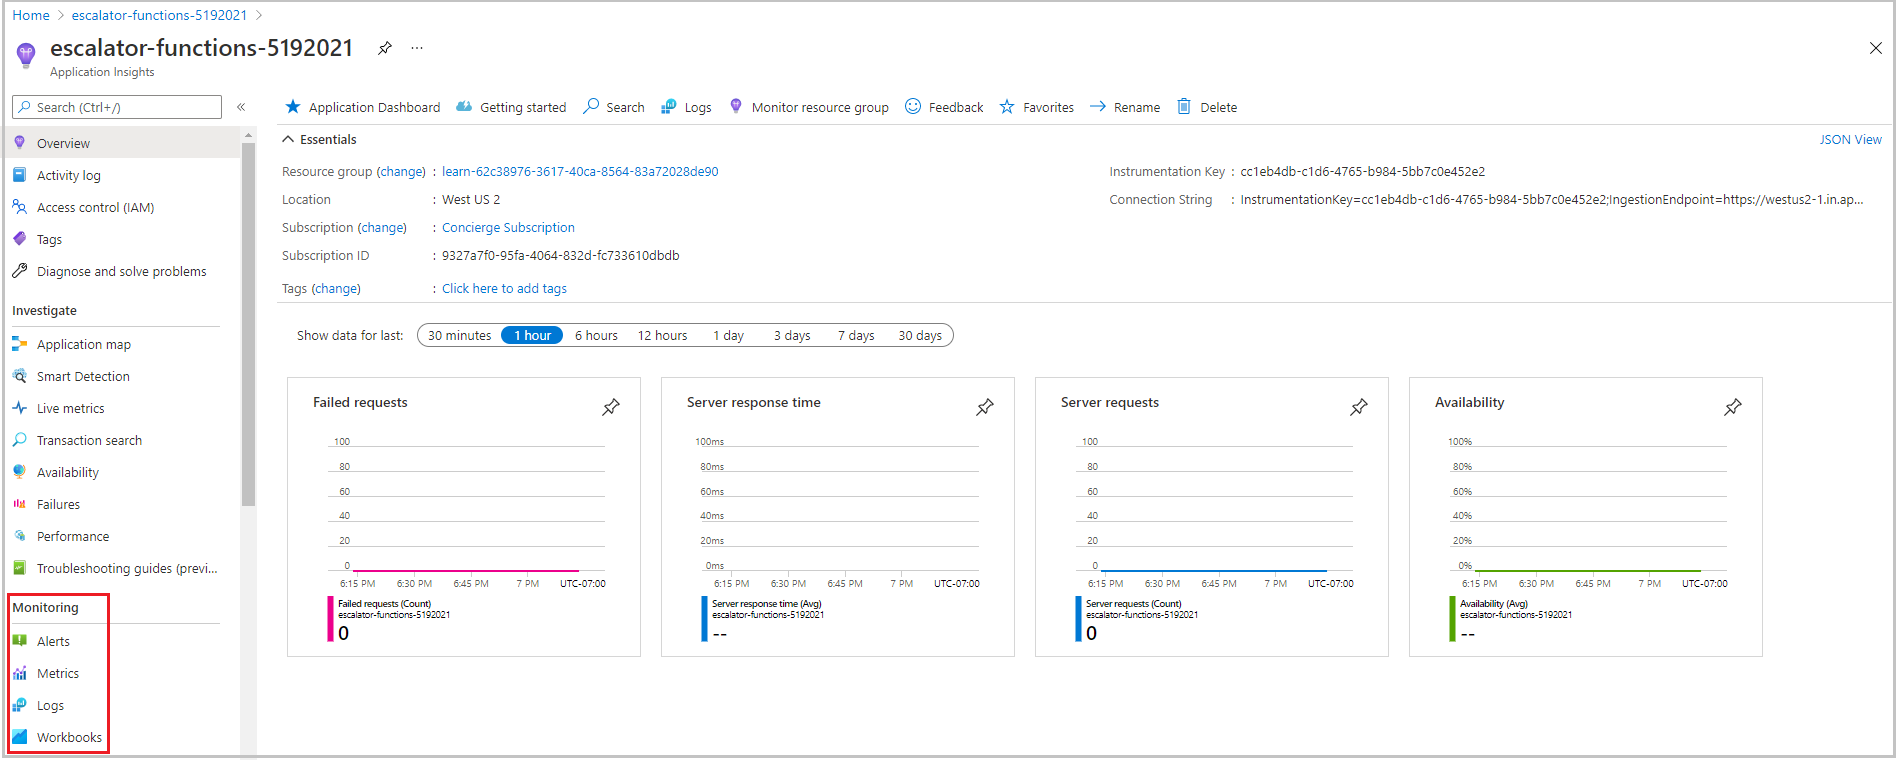 Home > escalator-functions-5192021 >
escalator-functions-5192021 ...
Application Insights
Search (Ctrl+/) «
Overview
Activity log
Access control (IAM)
Tags
Diagnose and solve problems
Investigate
Application map
Smart Detection
Live metrics
Transaction search
Availability
Failures
Performance
Troubleshooting guides (previ...
Monitoring
Alerts
Metrics
Logs
Workbooks
Application Dashboard Getting started Search Logs Monitor resource group Feedback Favorites Rename Delete
Essentials JSON View
Resource group (change) : learn-62c38976-3617-40ca-8564-83a72028de90
Location : West US 2
Subscription (change) : Concierge Subscription
Subscription ID : 9327a7f0-95fa-4064-832d-fc733610dbdb
Tags (change) : Click here to add tags
Instrumentation Key : cc1eb4db-c1d6-4765-b984-5bb7c0e452e2
Connection String : InstrumentationKey=cc1eb4db-c1d6-4765-b984-5bb7c0e452e2;IngestionEndpoint=https://westus2-1.in.ap...
Show data for last: 30 minutes 1 hour 6 hours 12 hours 1 day 3 days 7 days 30 days
Failed requests
100
80
60
40
20
0
6:15 PM 6:30 PM 6:45 PM 7 PM UTC-07:00
Failed requests (Count)
escalator-functions-5192021
0
Server response time
100ms
80ms
60ms
40ms
20ms
0ms
6:15 PM 6:30 PM 6:45 PM 7 PM UTC-07:00
Server response time (Avg)
escalator-functions-5192021
--
Server requests
100
80
60
40
20
0
6:15 PM 6:30 PM 6:45 PM 7 PM UTC-07:00
Server requests (Count)
escalator-functions-5192021
0
Availability
100%
80%
60%
40%
20%
0%
6:15 PM 6:30 PM 6:45 PM 7 PM UTC-07:00
Availability (Avg)
escalator-functions-5192021
--